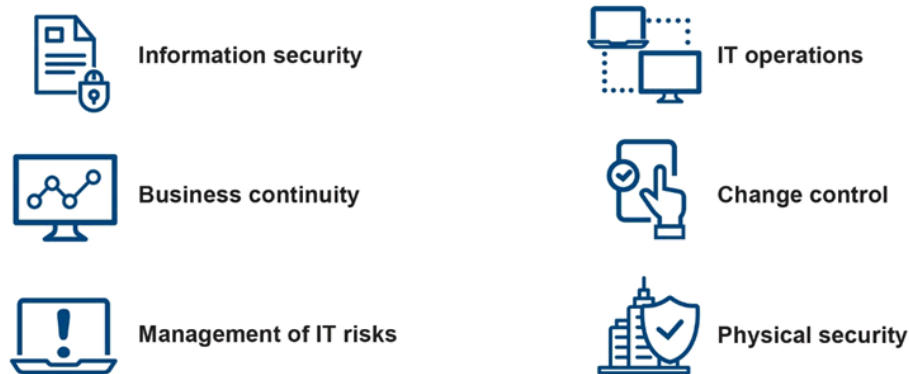 Information security
IT operations
Business continuity
Change control
Management of IT risks
Physical security